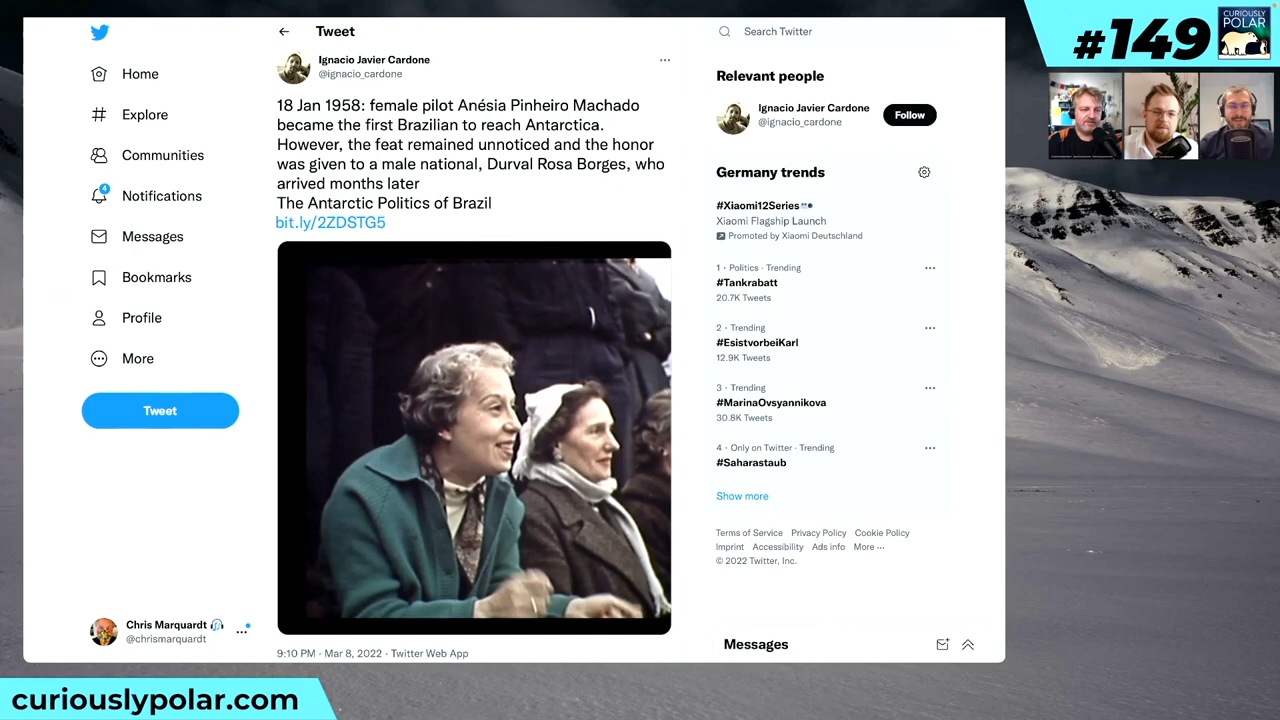 Tweet
Ignacio Javier Cardone
@ignacio_cardone
18 Jan 1958: female pilot Anésia Pinheiro Machado
became the first Brazilian to reach Antarctica.
However, the feat remained unnoticed and the honor
was given to a male national, Durval Rosa Borges, who
arrived months later
The Antarctic Politics of Brazil
bit.ly/2ZDSTG5
9:10 PM · Mar 8, 2022 · Twitter Web App
Home
Explore
Communities
4
Notifications
Messages
Bookmarks
Profile
More
Tweet
Chris Marquardt
@chrismarquardt
Search Twitter
Relevant people
Ignacio Javier Cardone
@ignacio_cardone
Follow
Germany trends
#Xiaomi12Series
Xiaomi Flagship Launch
Promoted by Xiaomi Deutschland
1 · Politics · Trending
#Tankrabatt
20.7K Tweets
2 · Trending
#EsistvorbeiKarl
12.9K Tweets
3 · Trending
#MarinaOvsyannikova
30.8K Tweets
4 · Only on Twitter · Trending
#Saharastaub
Show more
Terms of Service Privacy Policy Cookie Policy
Imprint Accessibility Ads info More ···
© 2022 Twitter, Inc.
Messages
#149
CURIOUSLY
POLAR
curiouslypolar.com